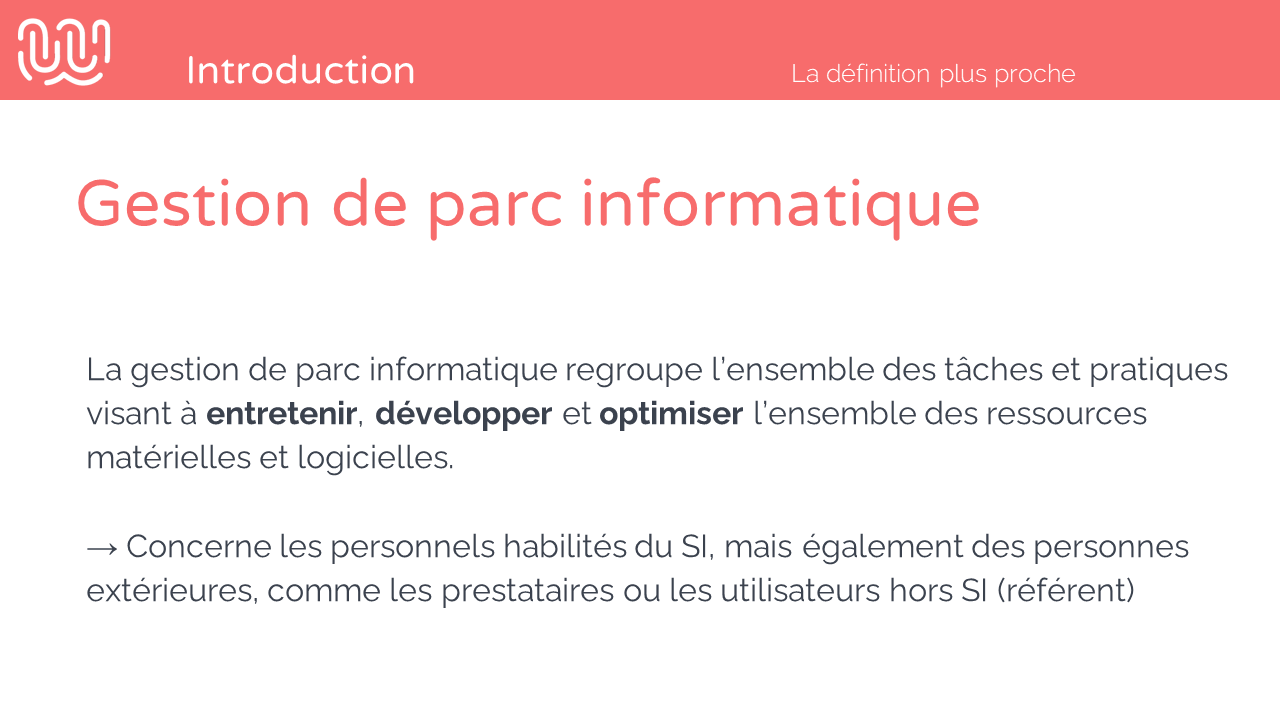 Introduction
La définition plus proche
Gestion de parc informatique
La gestion de parc informatique regroupe l’ensemble des tâches et pratiques
visant à entretenir, développer et optimiser l’ensemble des ressources
matérielles et logicielles.
→ Concerne les personnels habilités du SI, mais également des personnes
extérieures, comme les prestataires ou les utilisateurs hors SI (référent)